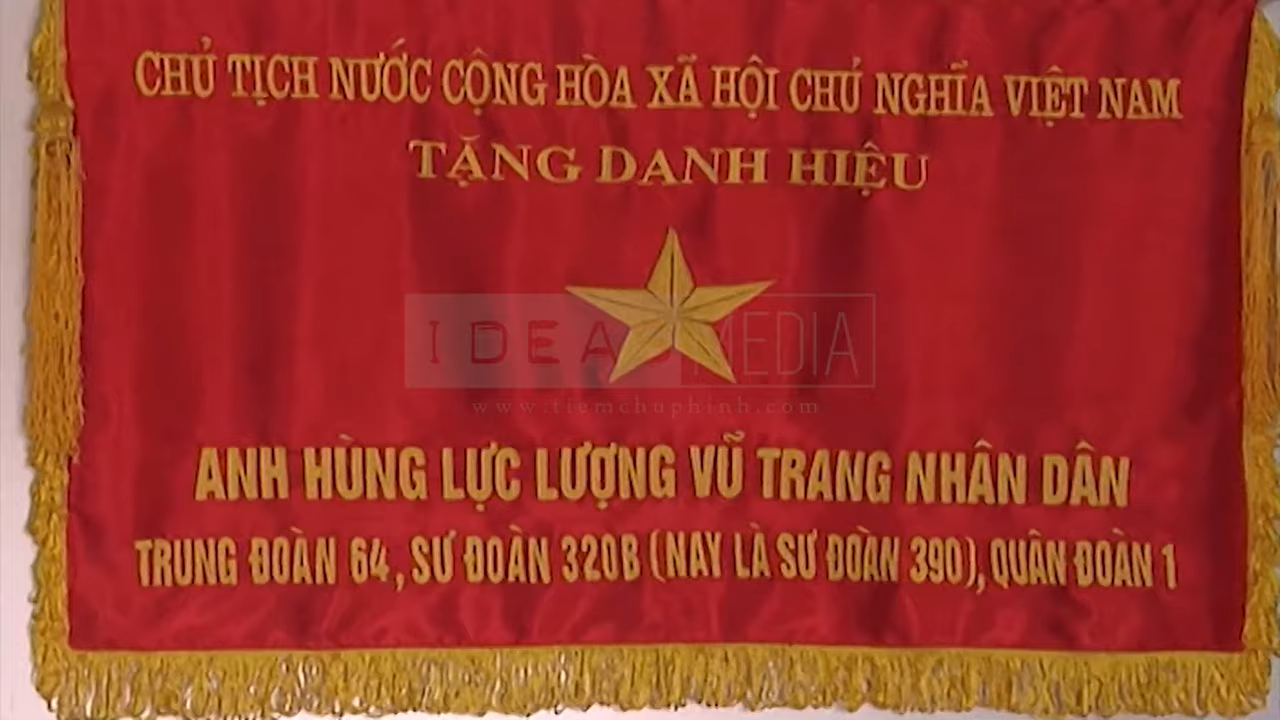 CHỦ TỊCH NƯỚC CỘNG HÒA XÃ HỘI CHỦ NGHĨA VIỆT NAM
TẶNG DANH HIỆU
IDEAS MEDIA
www.tiemchuphinh.com
ANH HÙNG LỰC LƯỢNG VŨ TRANG NHÂN DÂN
TRUNG ĐOÀN 64, SƯ ĐOÀN 320B (NAY LÀ SƯ ĐOÀN 390), QUÂN ĐOÀN 1